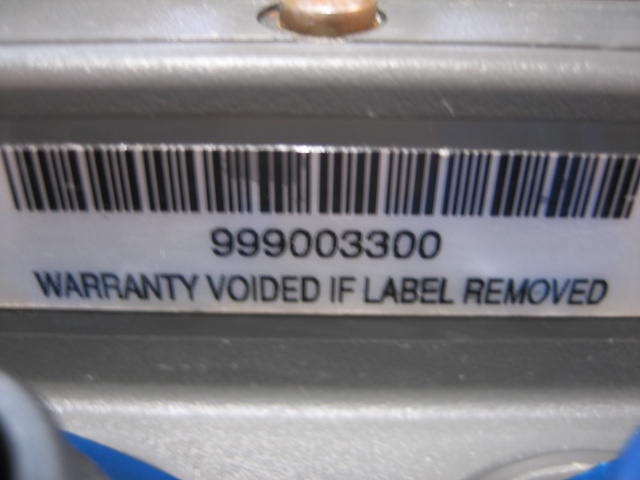 999003300
WARRANTY VOIDED IF LABEL REMOVED